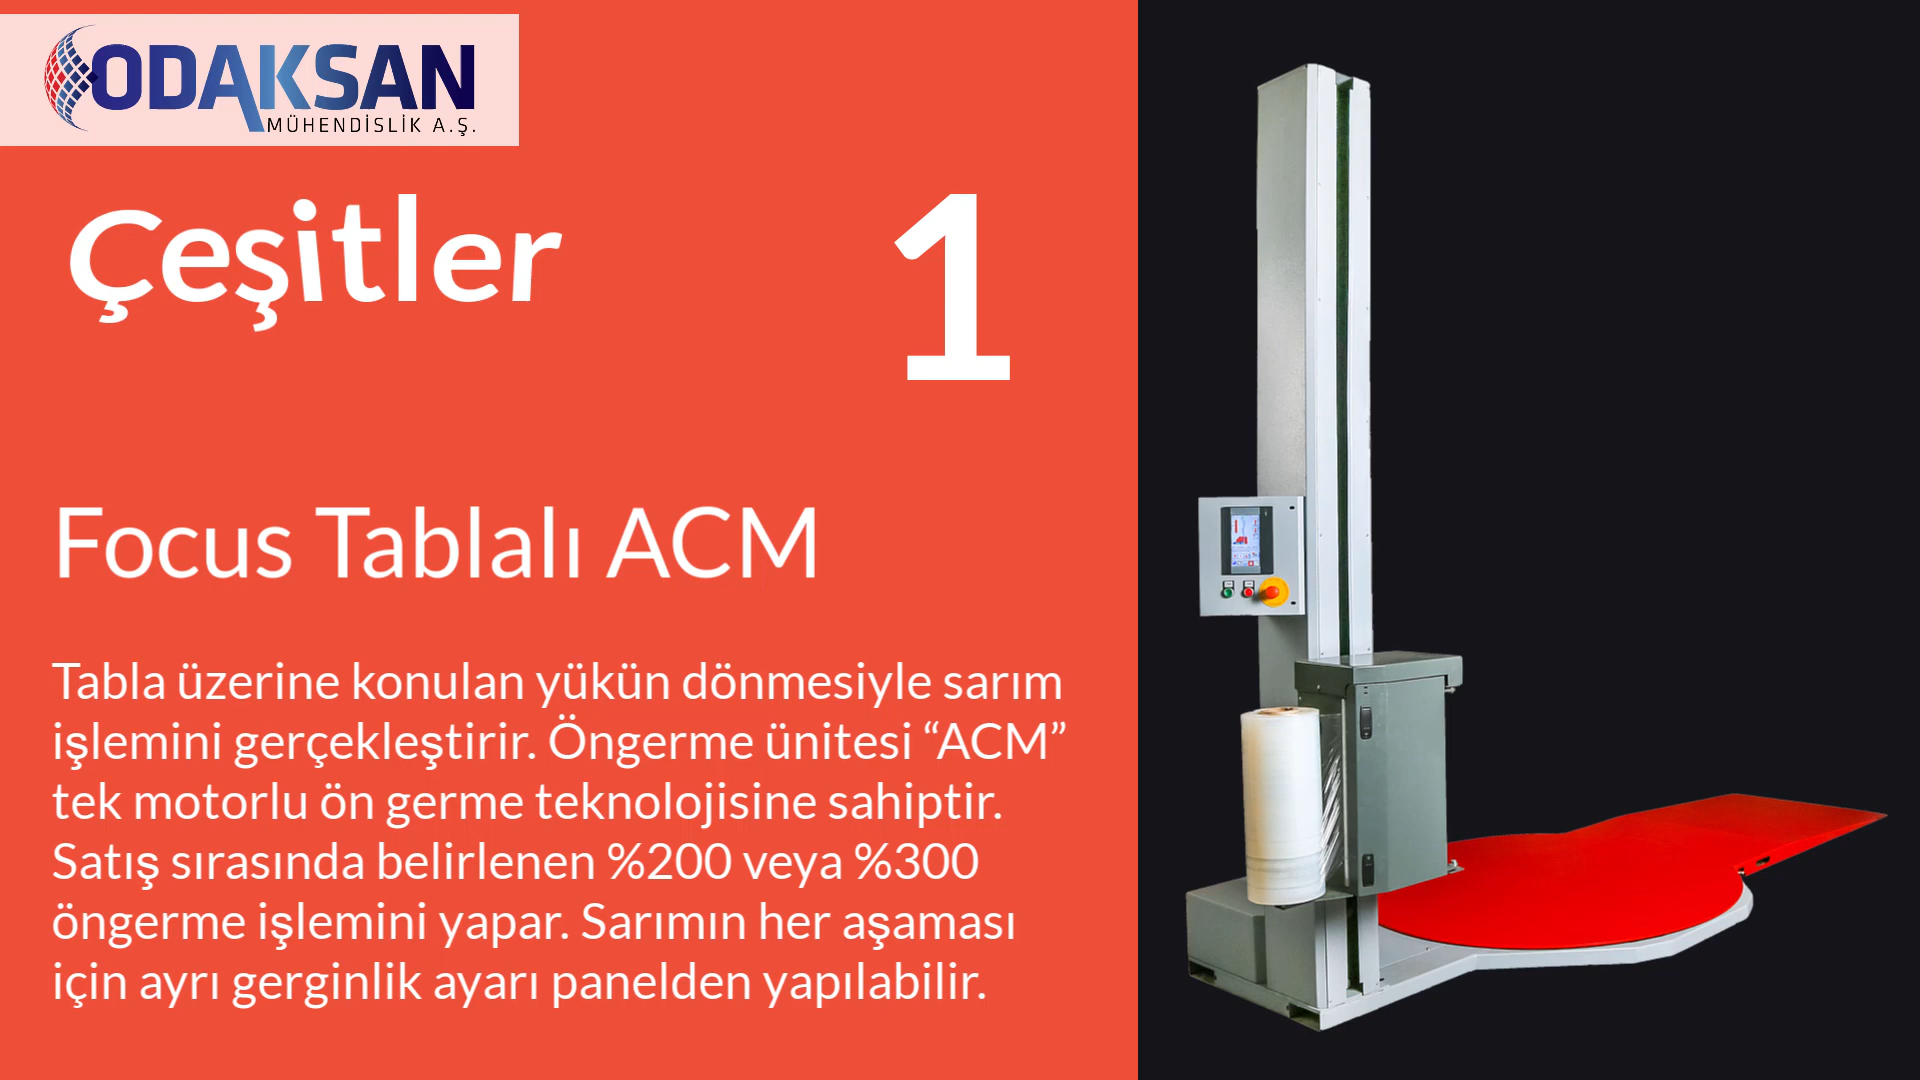 ODAKSAN
MÜHENDİSLİK A.Ş.
Çeşitler
1
Focus Tablalı ACM
Tabla üzerine konulan yükün dönmesiyle sarım
işlemini gerçekleştirir. Öngerme ünitesi “ACM”
tek motorlu ön germe teknolojisine sahiptir.
Satış sırasında belirlenen %200 veya %300
öngerme işlemini yapar. Sarımın her aşaması
için ayrı gerginlik ayarı panelden yapılabilir.